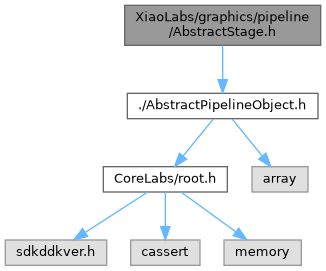 XiaoLabs/graphics/pipeline
/AbstractStage.h
./AbstractPipelineObject.h
CoreLabs/root.h
array
sdkddkver.h
cassert
memory